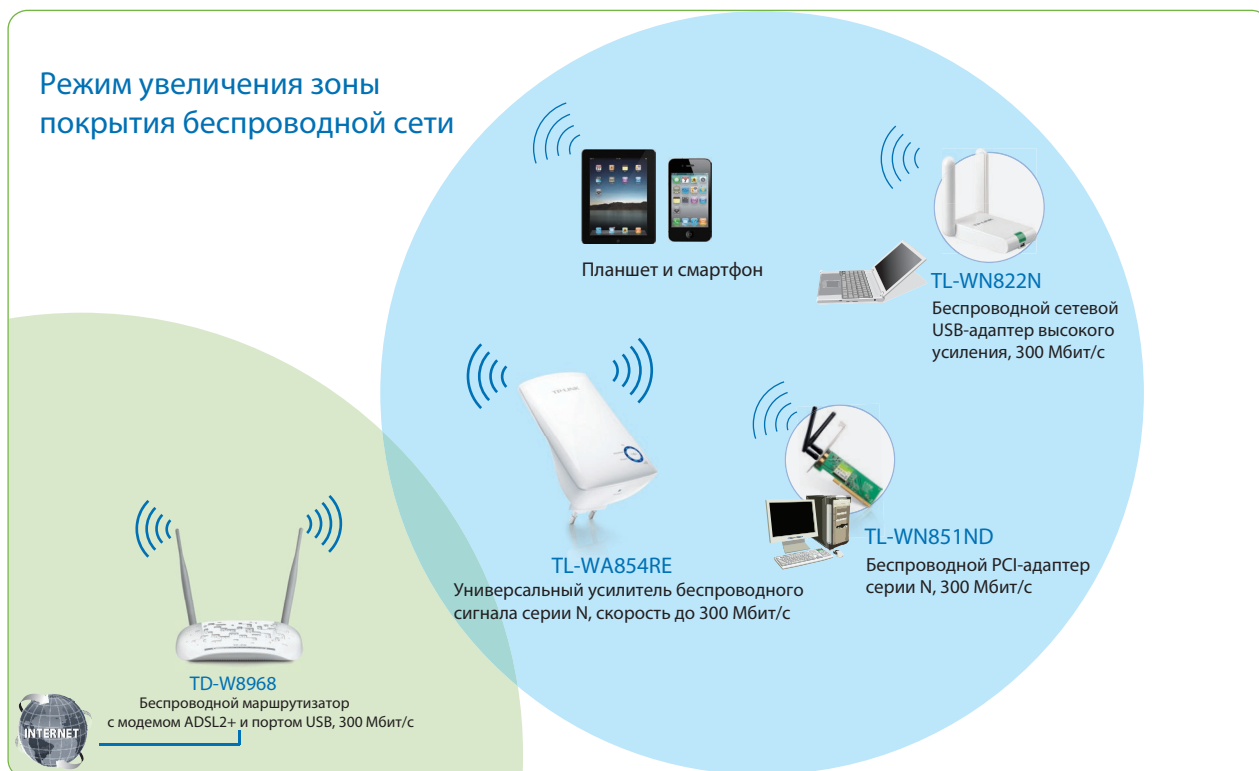 Режим увеличения зоны
покрытия беспроводной сети
Планшет и смартфон
TL-WN822N
Беспроводной сетевой
USB-адаптер высокого
усиления, 300 Мбит/с
TP-LINK
TL-WA854RE
Универсальный усилитель беспроводного
сигнала серии N, скорость до 300 Мбит/с
TL-WN851ND
Беспроводной PCI-адаптер
серии N, 300 Мбит/с
TD-W8968
Беспроводной маршрутизатор
с модемом ADSL2+ и портом USB, 300 Мбит/с
INTERNET